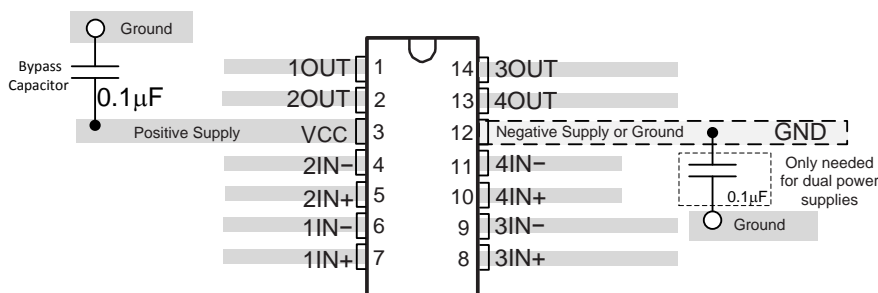 Ground
Bypass
Capacitor
0.1µF
Positive Supply
VCC
1OUT 1
2OUT 2
3
2IN− 4
2IN+ 5
1IN− 6
1IN+ 7
14 3OUT
13 4OUT
12 Negative Supply or Ground GND
11 4IN−
10 4IN+
9 3IN−
8 3IN+
0.1µF
Only needed
for dual power
supplies
Ground